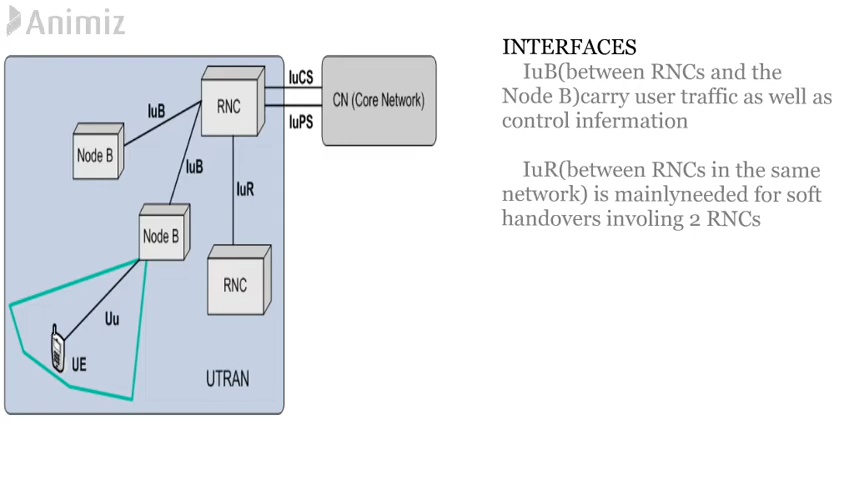 Animiz
INTERFACES
IuB(between RNCs and the
Node B)carry user traffic as well as
control infermation
IuR(between RNCs in the same
network) is mainlyneeded for soft
handovers involing 2 RNCs
IuCS
RNC
CN (Core Network)
IuB
IuPS
Node B
IuB
IuR
Node B
RNC
Uu
UE
UTRAN